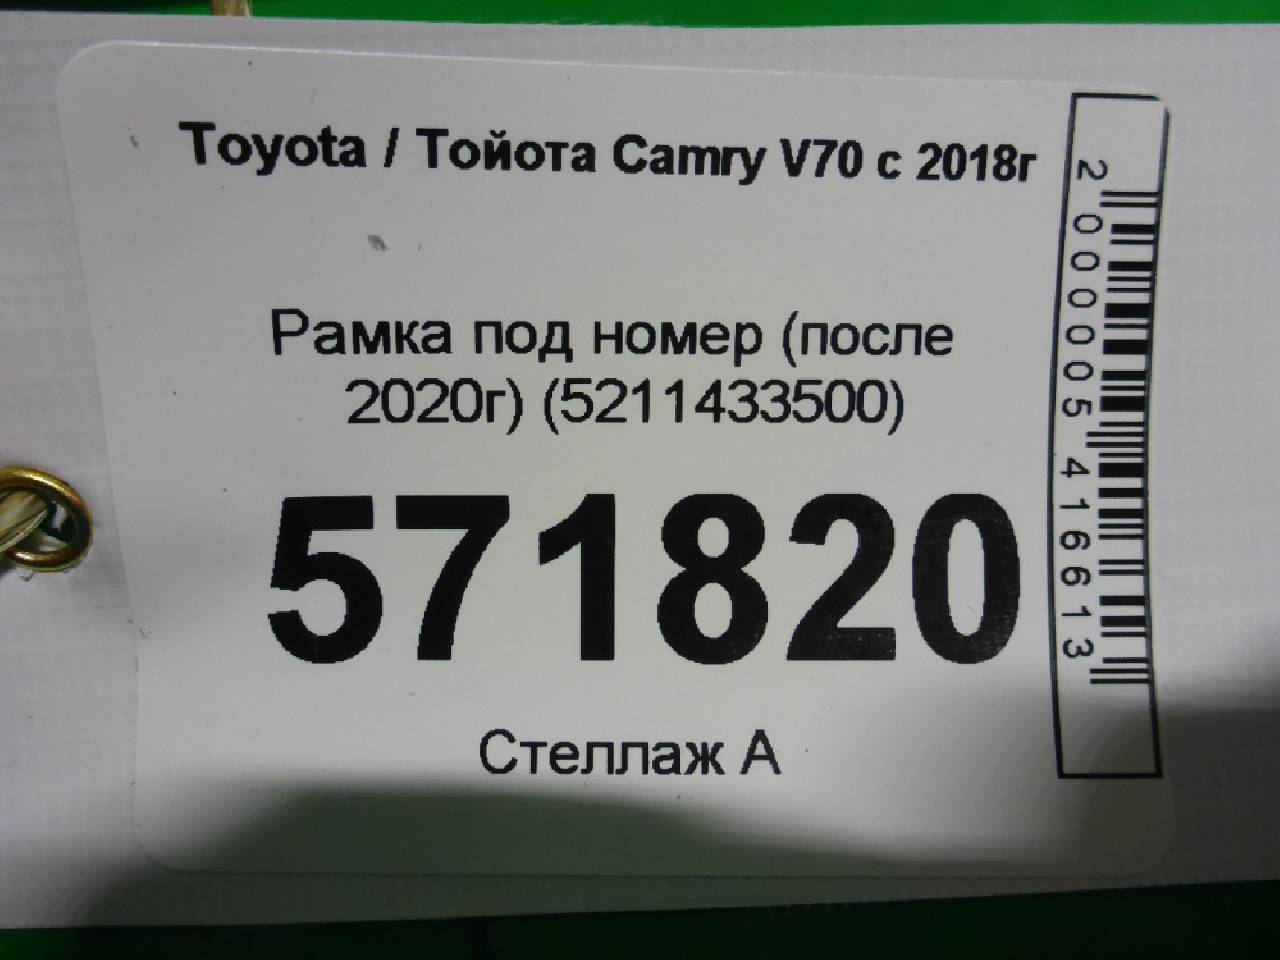 Toyota / Тойота Camry V70 с 2018г
Рамка под номер (после
2020г) (5211433500)
571820
Стеллаж А
2000005416613